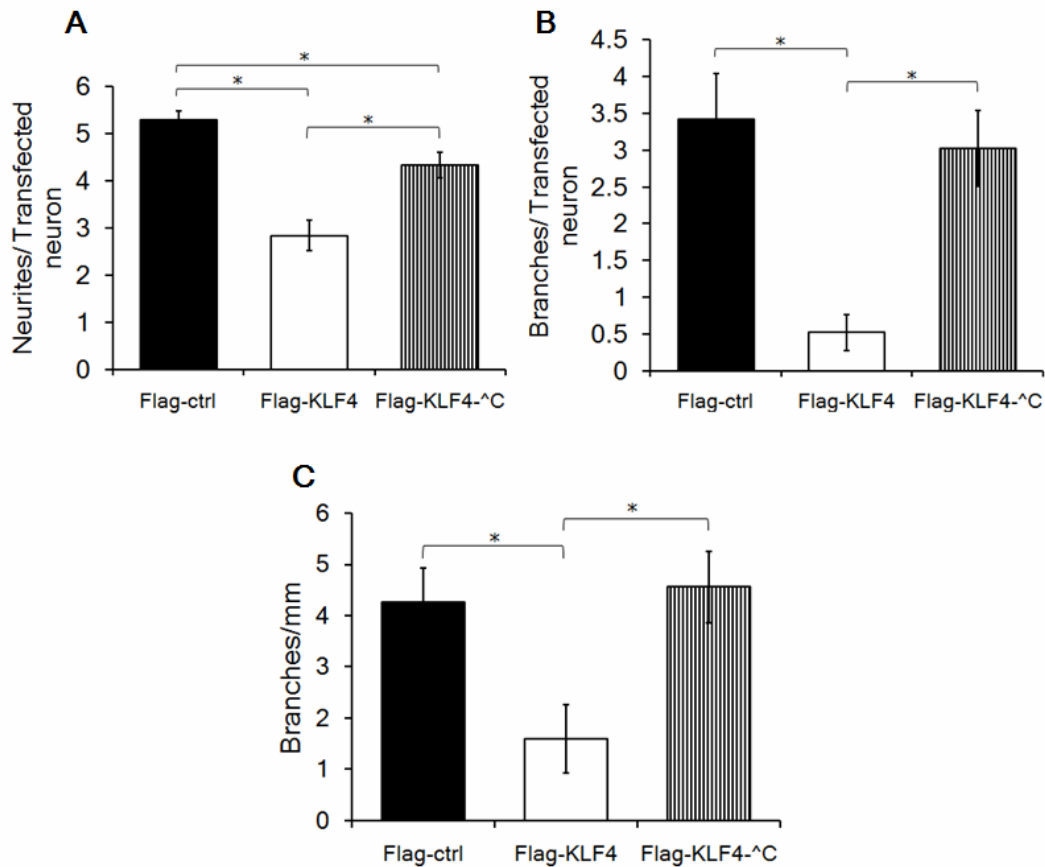 A
*
*
*
6
5
4
3
2
1
0
Neurites/Transfected
neuron
Flag-ctrl
Flag-KLF4
Flag-KLF4-^C
B
*
*
4.5
4
3.5
3
2.5
2
1.5
1
0.5
0
Branches/Transfected
neuron
Flag-ctrl
Flag-KLF4
Flag-KLF4-^C
C
*
*
6
5
4
3
2
1
0
Branches/mm
Flag-ctrl
Flag-KLF4
Flag-KLF4-^C